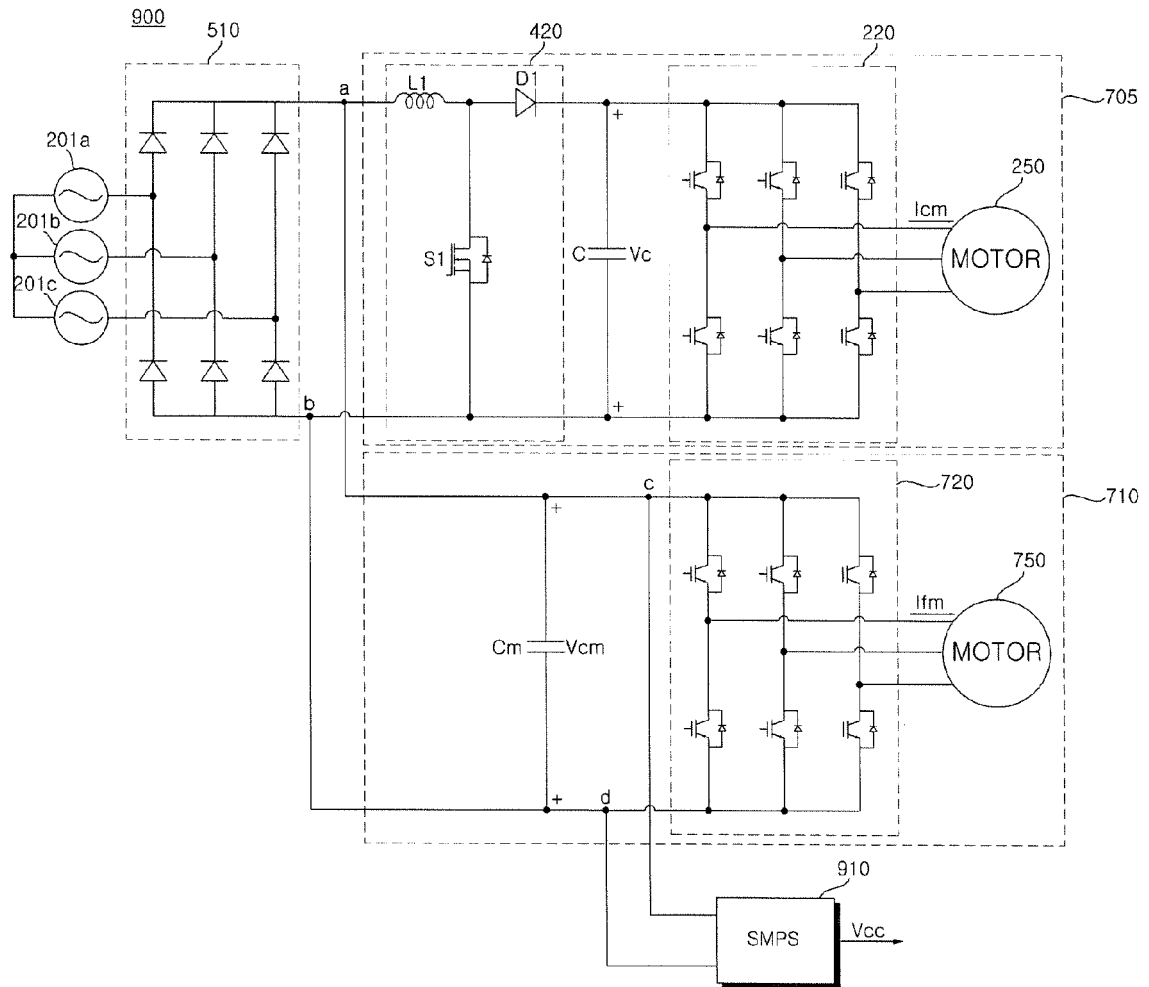 900
510
420
220
705
a
L1
D1
+
201a
201b
201c
S1
C
Vc
Icm
250
MOTOR
b
+
c
720
710
+
Cm
Vcm
Ifm
750
MOTOR
+
d
910
SMPS
Vcc